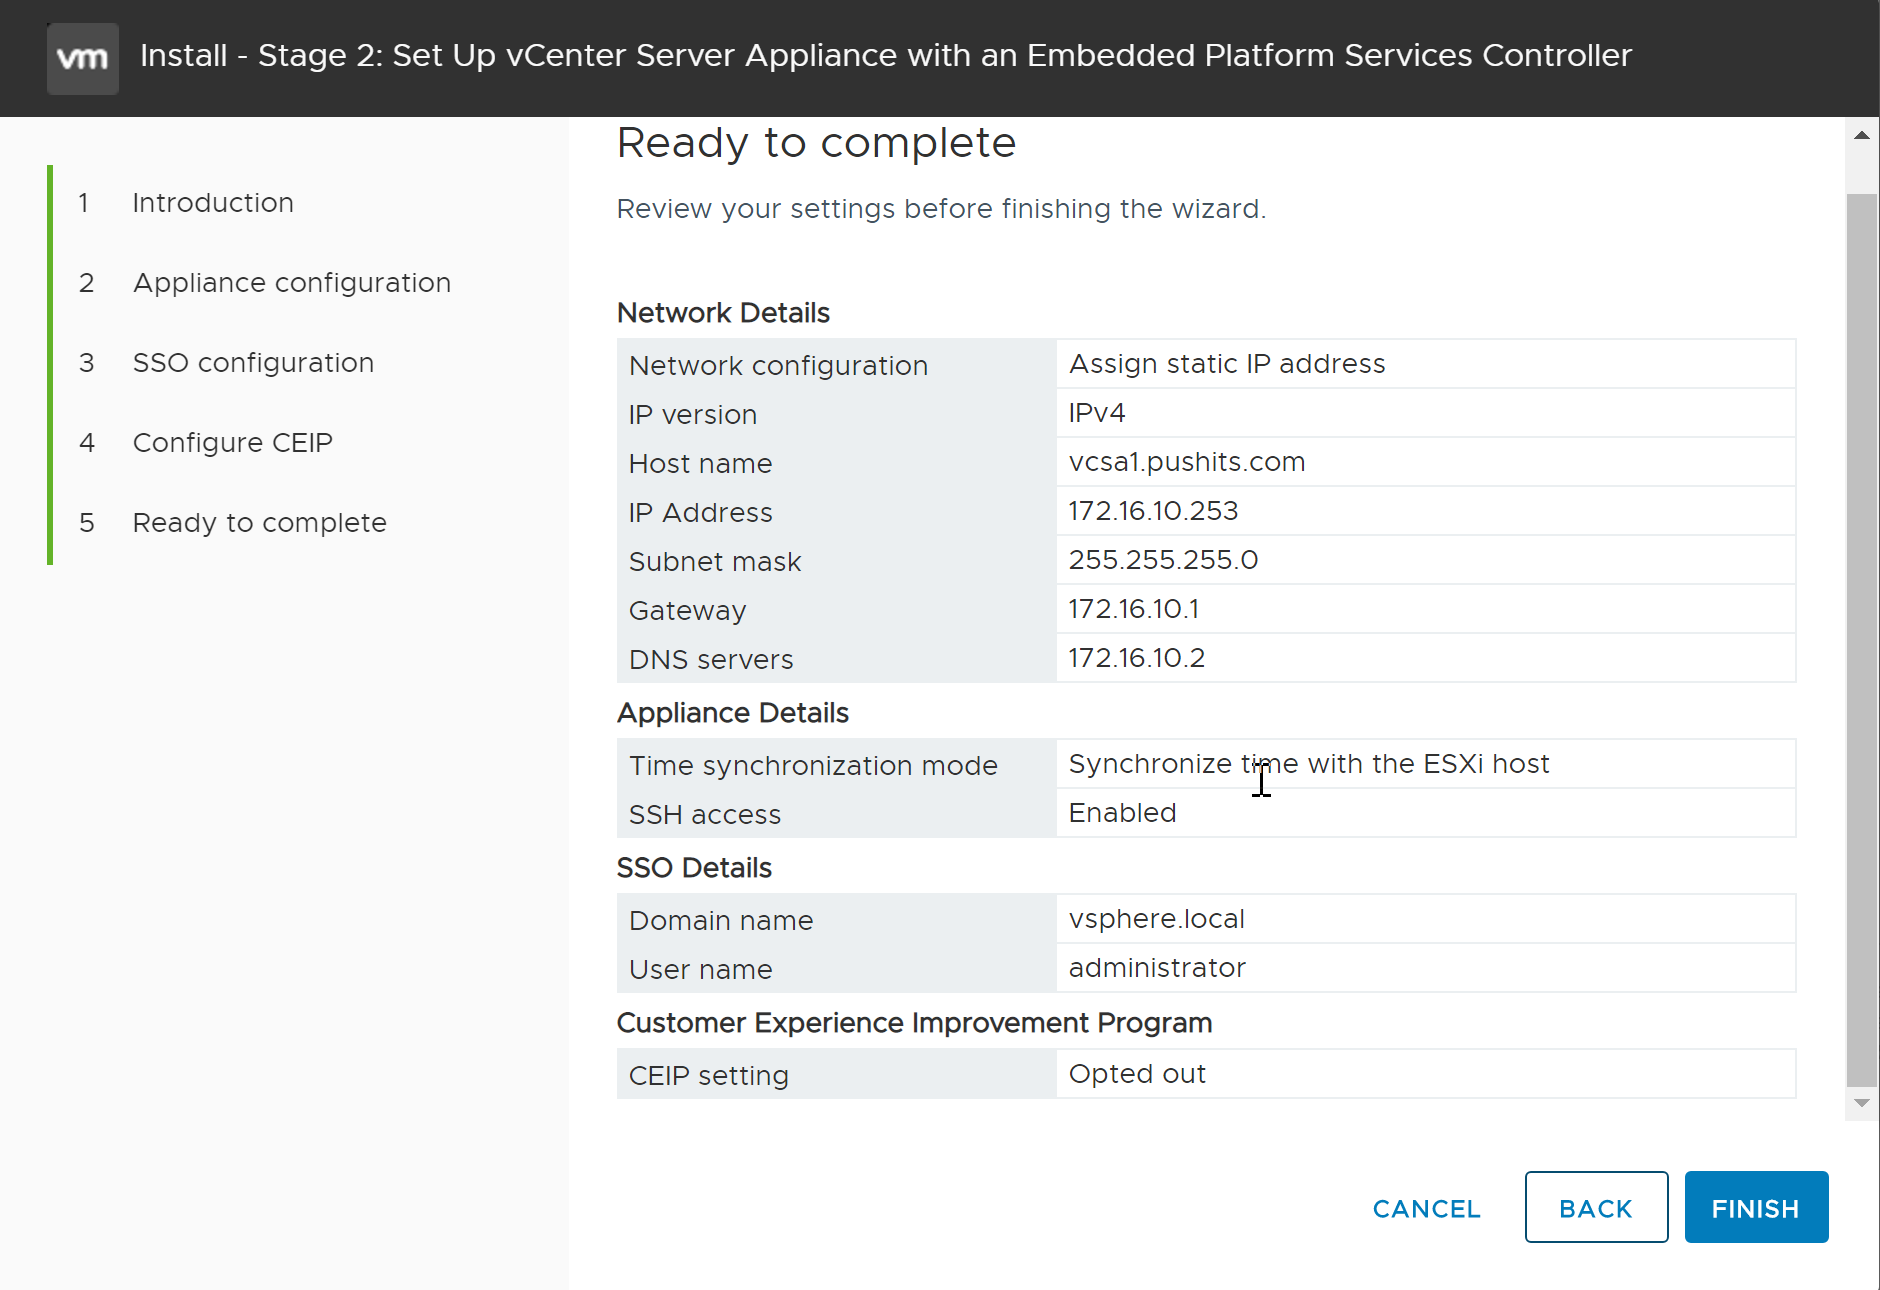 vm Install - Stage 2: Set Up vCenter Server Appliance with an Embedded Platform Services Controller
1 Introduction
2 Appliance configuration
3 SSO configuration
4 Configure CEIP
5 Ready to complete
Ready to complete
Review your settings before finishing the wizard.
Network Details
Network configuration Assign static IP address
IP version IPv4
Host name vcsa1.pushits.com
IP Address 172.16.10.253
Subnet mask 255.255.255.0
Gateway 172.16.10.1
DNS servers 172.16.10.2
Appliance Details
Time synchronization mode Synchronize time with the ESXi host
SSH access Enabled
SSO Details
Domain name vsphere.local
User name administrator
Customer Experience Improvement Program
CEIP setting Opted out
CANCEL BACK FINISH